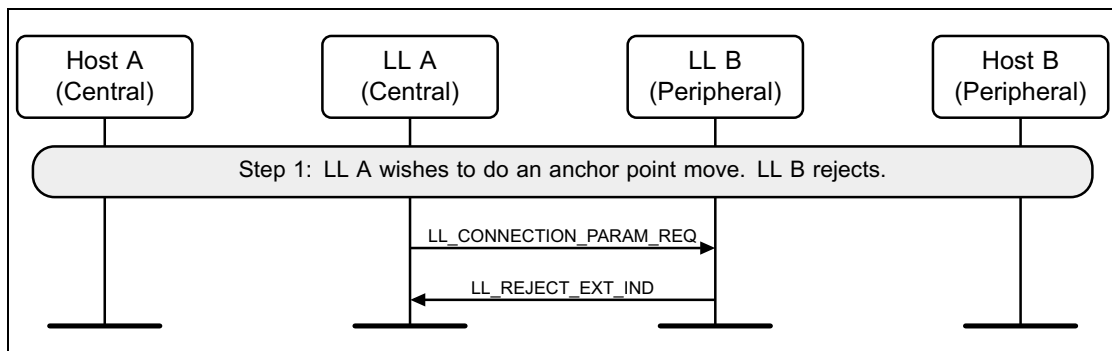 Host A
(Central)
LL A
(Central)
LL B
(Peripheral)
Host B
(Peripheral)
Step 1: LL A wishes to do an anchor point move. LL B rejects.
LL_CONNECTION_PARAM_REQ
LL_REJECT_EXT_IND